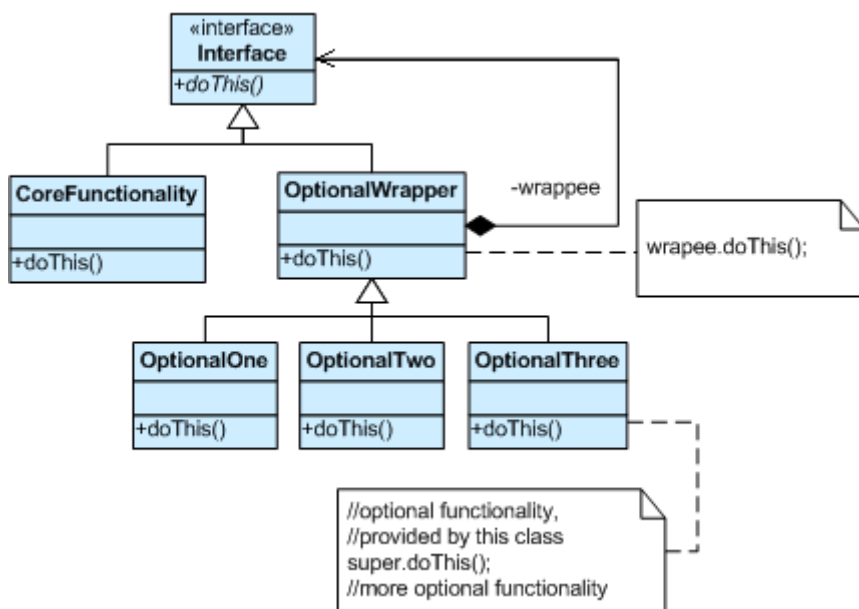 «interface»
Interface
+doThis()
CoreFunctionality
+doThis()
OptionalWrapper
+doThis()
-wrappee
wrapee.doThis();
OptionalOne
+doThis()
OptionalTwo
+doThis()
OptionalThree
+doThis()
//optional functionality,
//provided by this class
super.doThis();
//more optional functionality